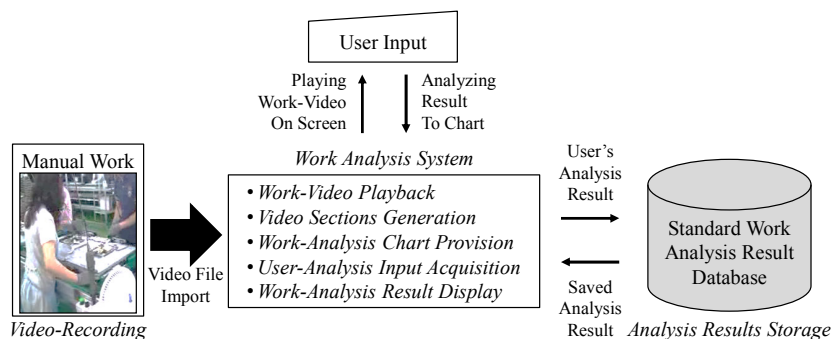 User Input
Playing
Work-Video
On Screen
Analyzing
Result
To Chart
Manual Work
Video-Recording
Video File
Import
Work Analysis System
• Work-Video Playback
• Video Sections Generation
• Work-Analysis Chart Provision
• User-Analysis Input Acquisition
• Work-Analysis Result Display
User's
Analysis
Result
Saved
Analysis
Result
Standard Work
Analysis Result
Database
Analysis Results Storage